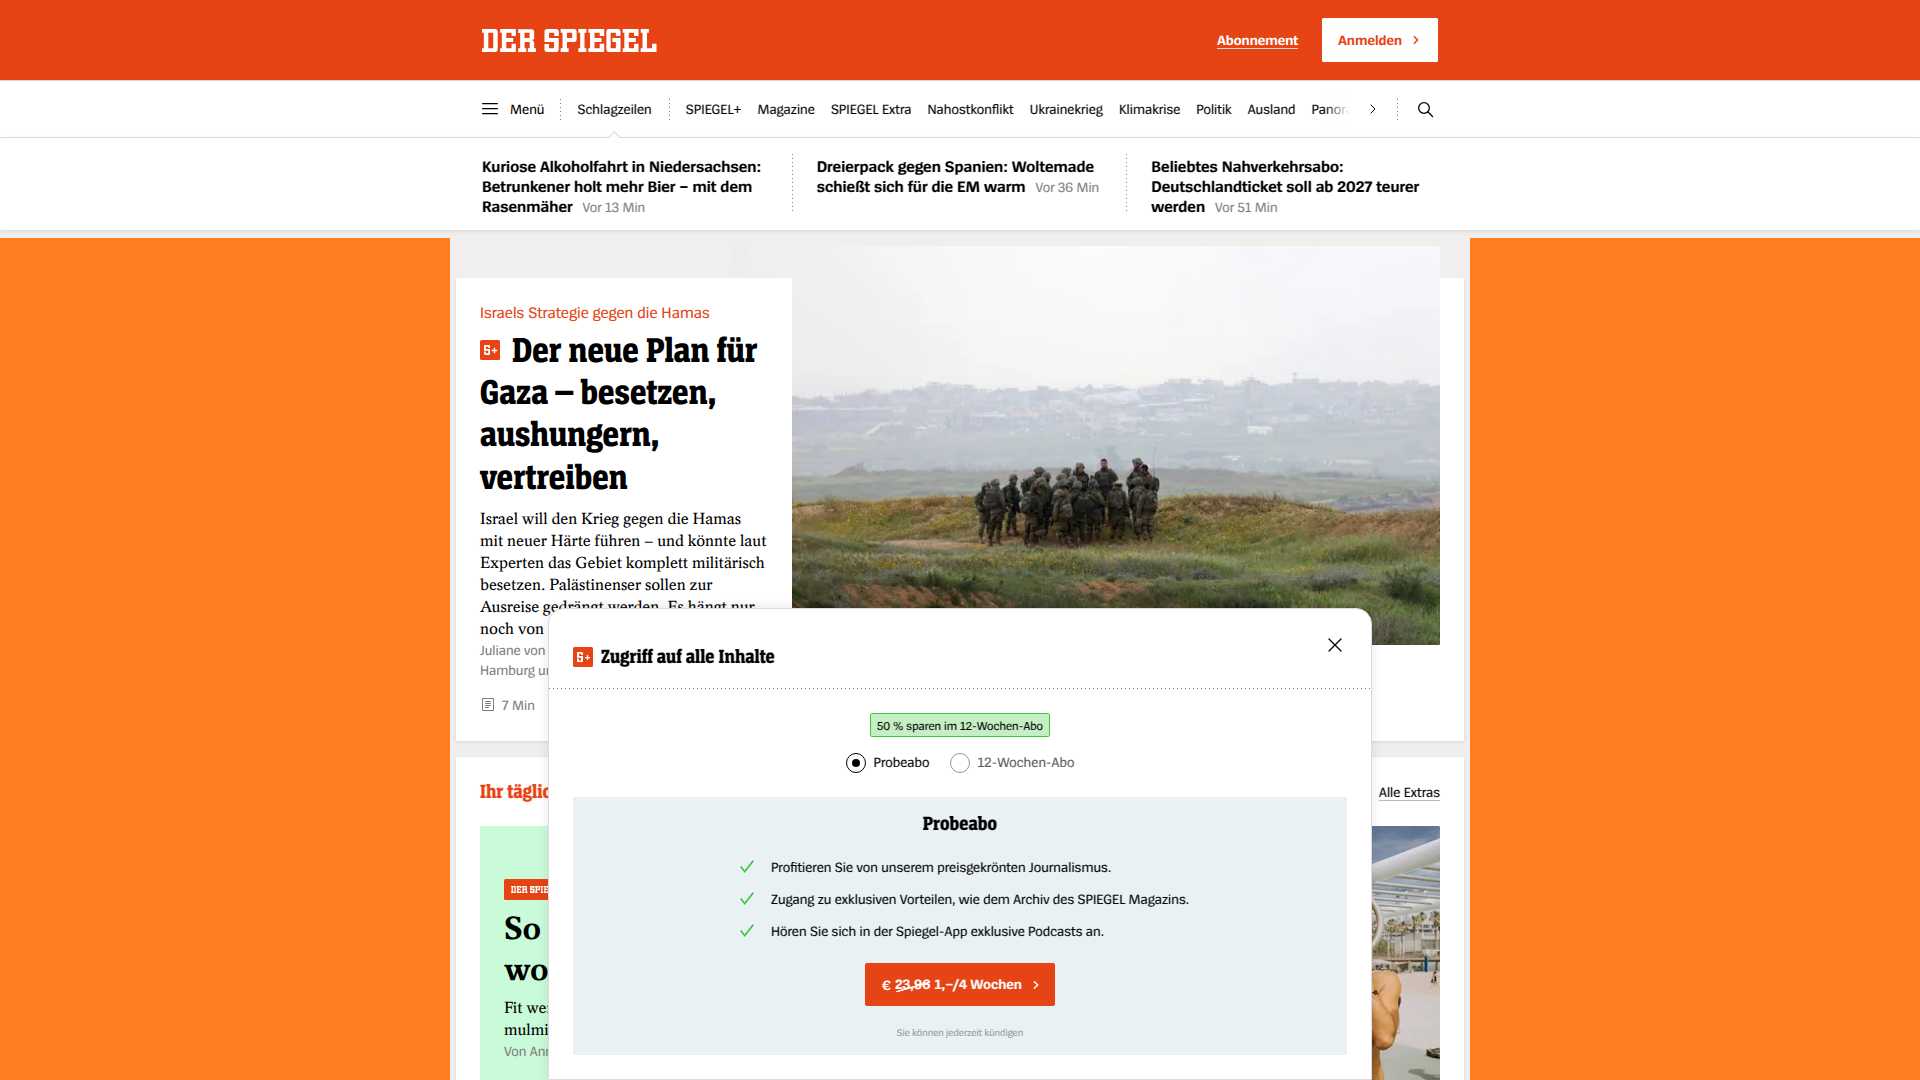 DER SPIEGEL
Abonnement
Anmelden
Menü
Schlagzeilen
SPIEGEL+
Magazine
SPIEGEL Extra
Nahostkonflikt
Ukrainekrieg
Klimakrise
Politik
Ausland
Kuriose Alkoholfahrt in Niedersachsen:
Betrunkener holt mehr Bier – mit dem
Rasenmäher Vor 13 Min
Dreierpack gegen Spanien: Woltemade
schießt sich für die EM warm Vor 36 Min
Beliebtes Nahverkehrsabo:
Deutschlandticket soll ab 2027 teurer
werden Vor 51 Min
Israels Strategie gegen die Hamas
S+ Der neue Plan für
Gaza – besetzen,
aushungern,
vertreiben
Israel will den Krieg gegen die Hamas
mit neuer Härte führen – und könnte laut
Experten das Gebiet komplett militärisch
besetzen. Palästinenser sollen zur
Ausreise gedrängt werden. Es hängt nur
noch von
Juliane von
Hamburg
7 Min
S+ Zugriff auf alle Inhalte
50 % sparen im 12-Wochen-Abo
Probeabo
12-Wochen-Abo
Probeabo
Profitieren Sie von unserem preisgekrönten Journalismus.
Zugang zu exklusiven Vorteilen, wie dem Archiv des SPIEGEL Magazins.
Hören Sie sich in der Spiegel-App exklusive Podcasts an.
€ 23,96 1,–/4 Wochen
Sie können jederzeit kündigen
Ihr
Alle Extras
DER
So
Fit
Von